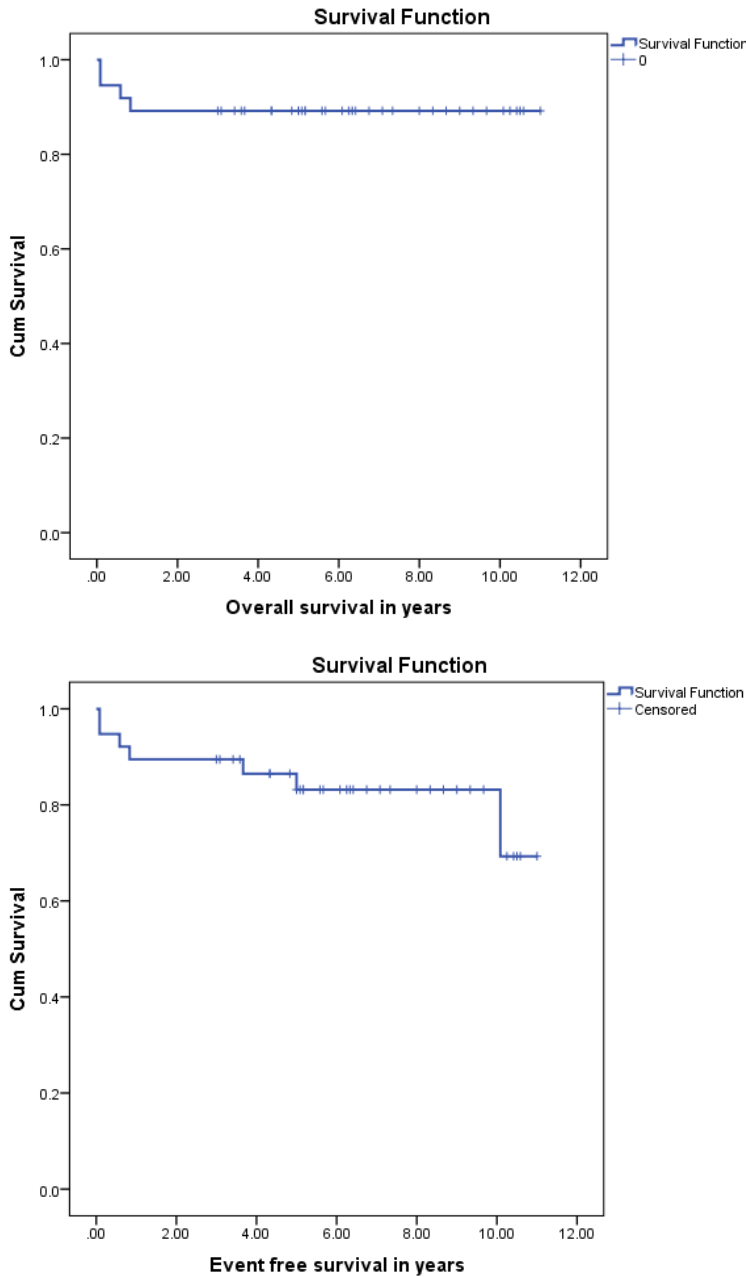 Survival Function
Survival Function
0
1.0
0.8
0.6
0.4
0.2
0.0
Cum Survival
.00 2.00 4.00 6.00 8.00 10.00 12.00
Overall survival in years
Survival Function
Survival Function
Censored
1.0
0.8
0.6
0.4
0.2
0.0
Cum Survival
.00 2.00 4.00 6.00 8.00 10.00 12.00
Event free survival in years